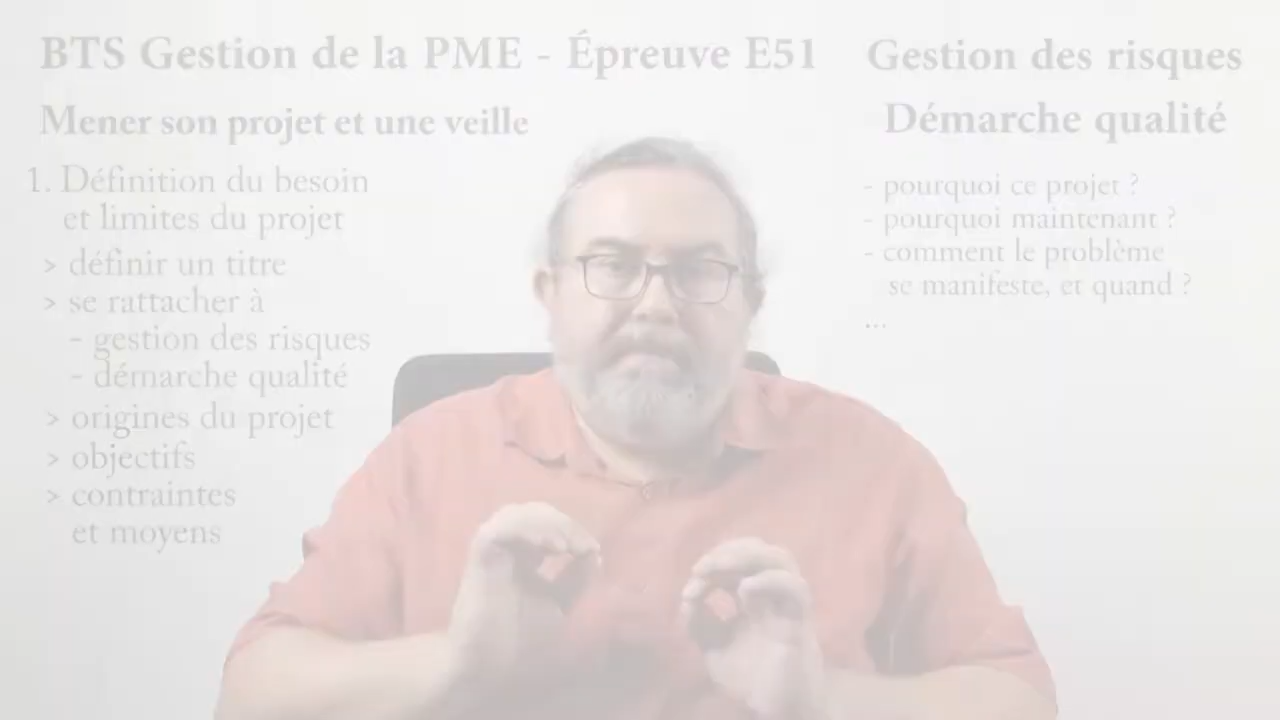 BTS Gestion de la PME - Épreuve E51
Mener son projet et une veille
1. Définition du besoin
et limites du projet
> définir un titre
> se rattacher à
- gestion des risques
- démarche qualité
> origines du projet
> objectifs
> contraintes
et moyens
Gestion des risques
Démarche qualité
- pourquoi ce projet ?
- pourquoi maintenant ?
- comment le problème
se manifeste, et quand ?
...